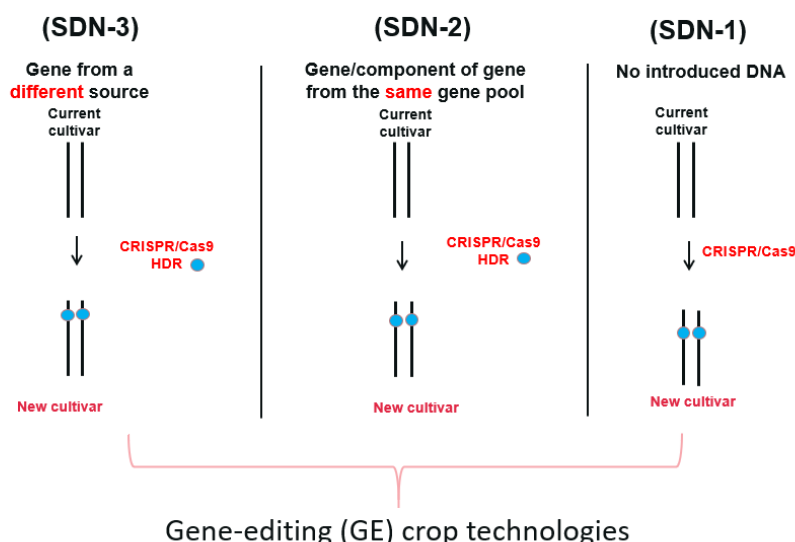 (SDN-3)
Gene from a
different source
Current
cultivar
CRISPR/Cas9
HDR
New cultivar
(SDN-2)
Gene/component of gene
from the same gene pool
Current
cultivar
CRISPR/Cas9
HDR
New cultivar
(SDN-1)
No introduced DNA
Current
cultivar
CRISPR/Cas9
New cultivar
Gene-editing (GE) crop technologies